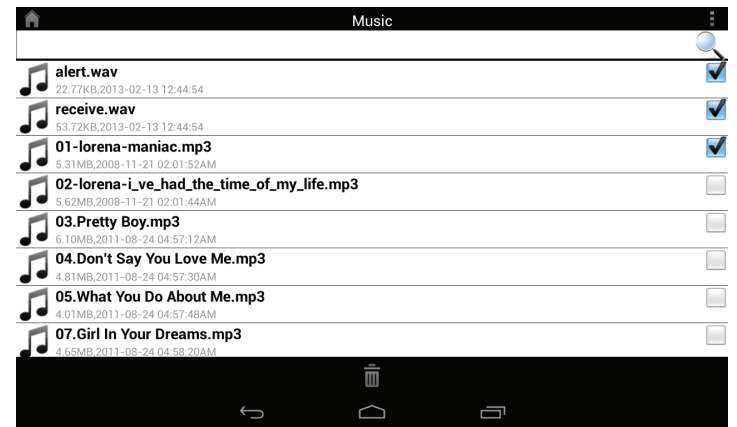 Music
alert.wav
22.77KB,2013-02-13 12:44:54
receive.wav
53.72KB,2013-02-13 12:44:54
01-lorena-maniac.mp3
5.31MB,2008-11-21 02:01:52AM
02-lorena-i_ve_had_the_time_of_my_life.mp3
5.62MB,2008-11-21 02:01:44AM
03.Pretty Boy.mp3
6.10MB,2011-08-24 04:57:12AM
04.Don't Say You Love Me.mp3
4.81MB,2011-08-24 04:57:30AM
05.What You Do About Me.mp3
4.01MB,2011-08-24 04:57:48AM
07.Girl In Your Dreams.mp3
4.65MB,2011-08-24 04:58:20AM